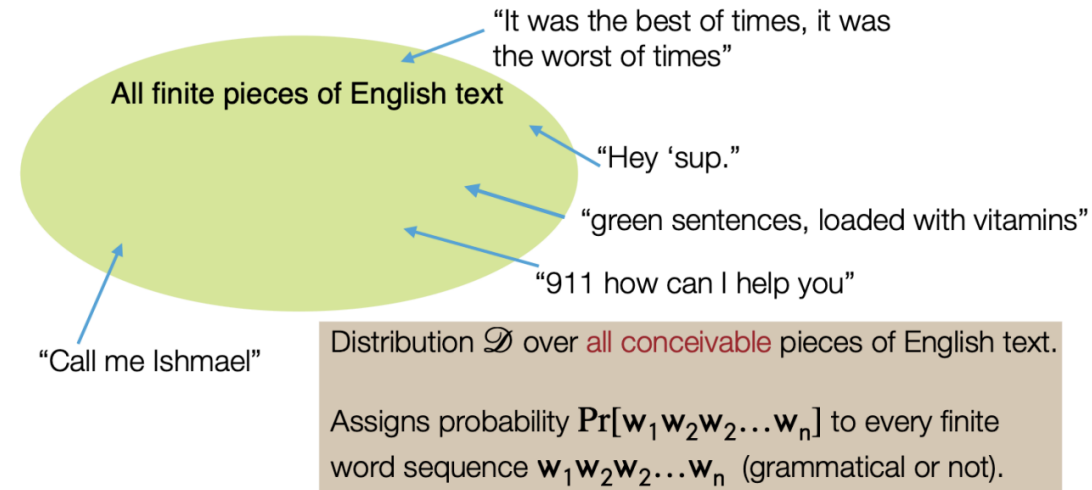 “It was the best of times, it was
the worst of times”
All finite pieces of English text
“Hey ‘sup.”
“green sentences, loaded with vitamins”
“911 how can I help you”
“Call me Ishmael”
Distribution 𝒟 over all conceivable pieces of English text.
Assigns probability Pr[w₁w₂w₂…wₙ] to every finite
word sequence w₁w₂w₂…wₙ (grammatical or not).